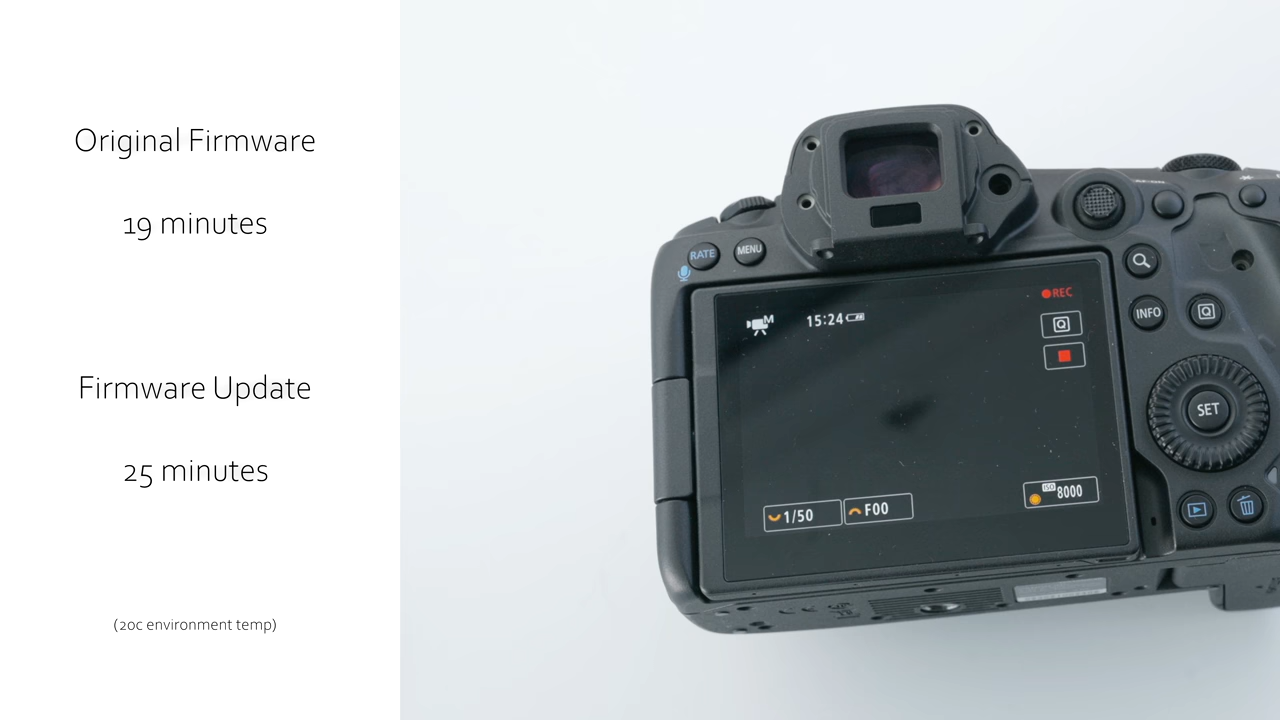 Original Firmware
19 minutes
Firmware Update
25 minutes
(20c environment temp)
RATE
MENU
REC
M
15:24
Q
INFO
Q
SET
1/50
F00
ISO
8000